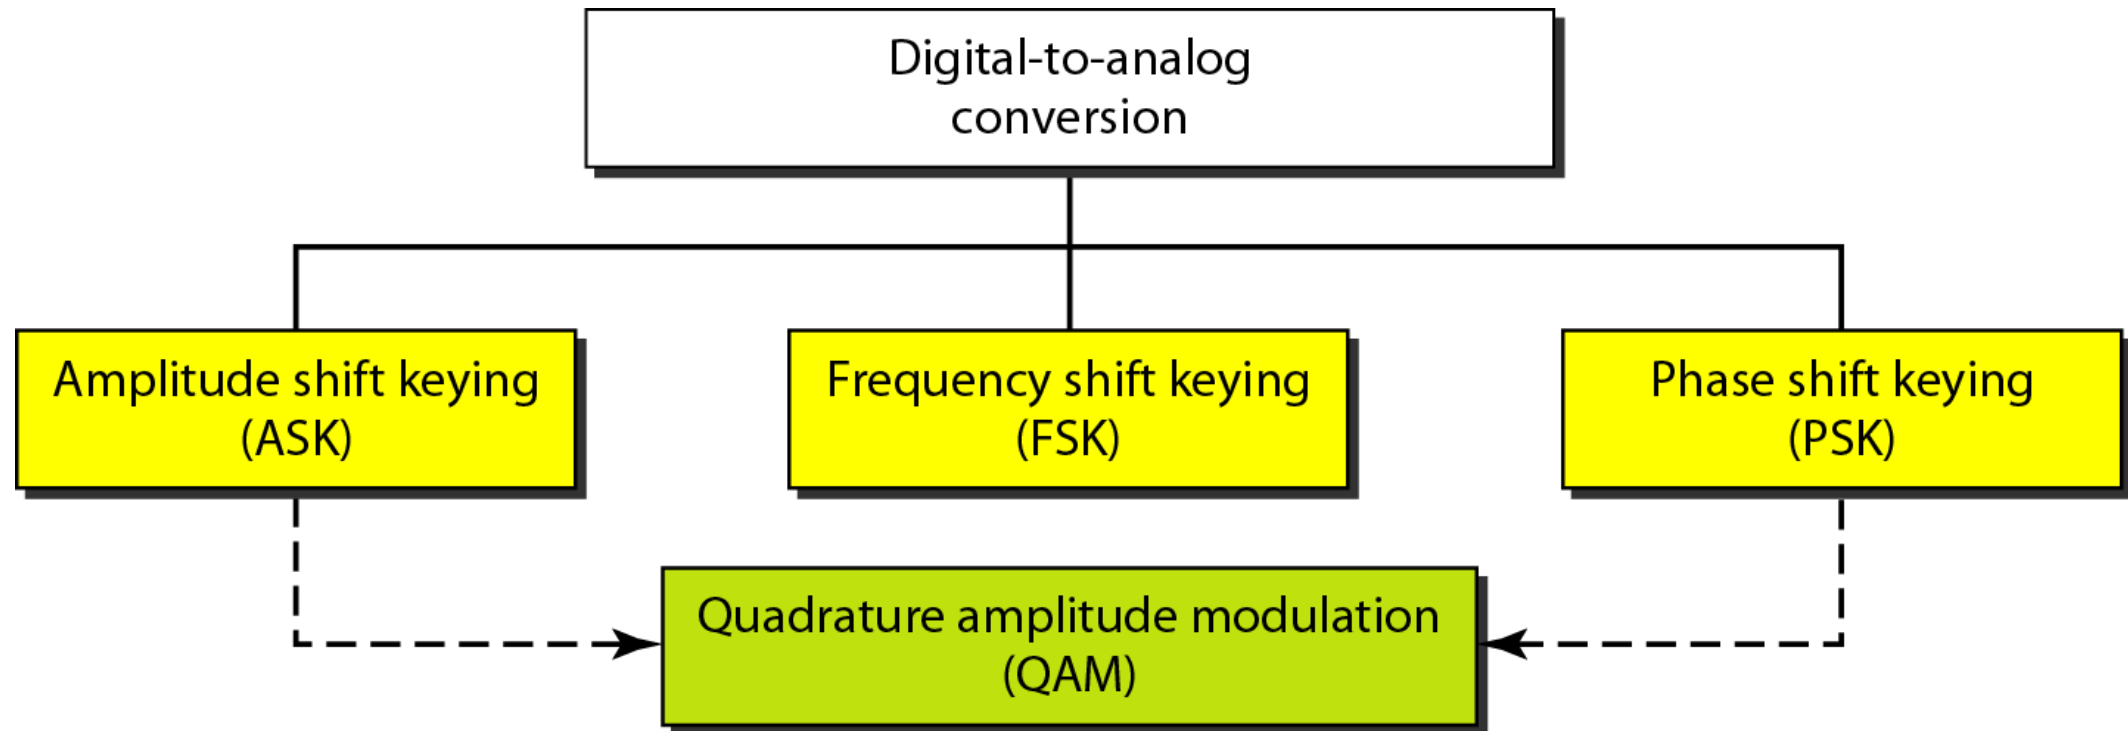 Digital-to-analog
conversion
Amplitude shift keying
(ASK)
Frequency shift keying
(FSK)
Phase shift keying
(PSK)
Quadrature amplitude modulation
(QAM)